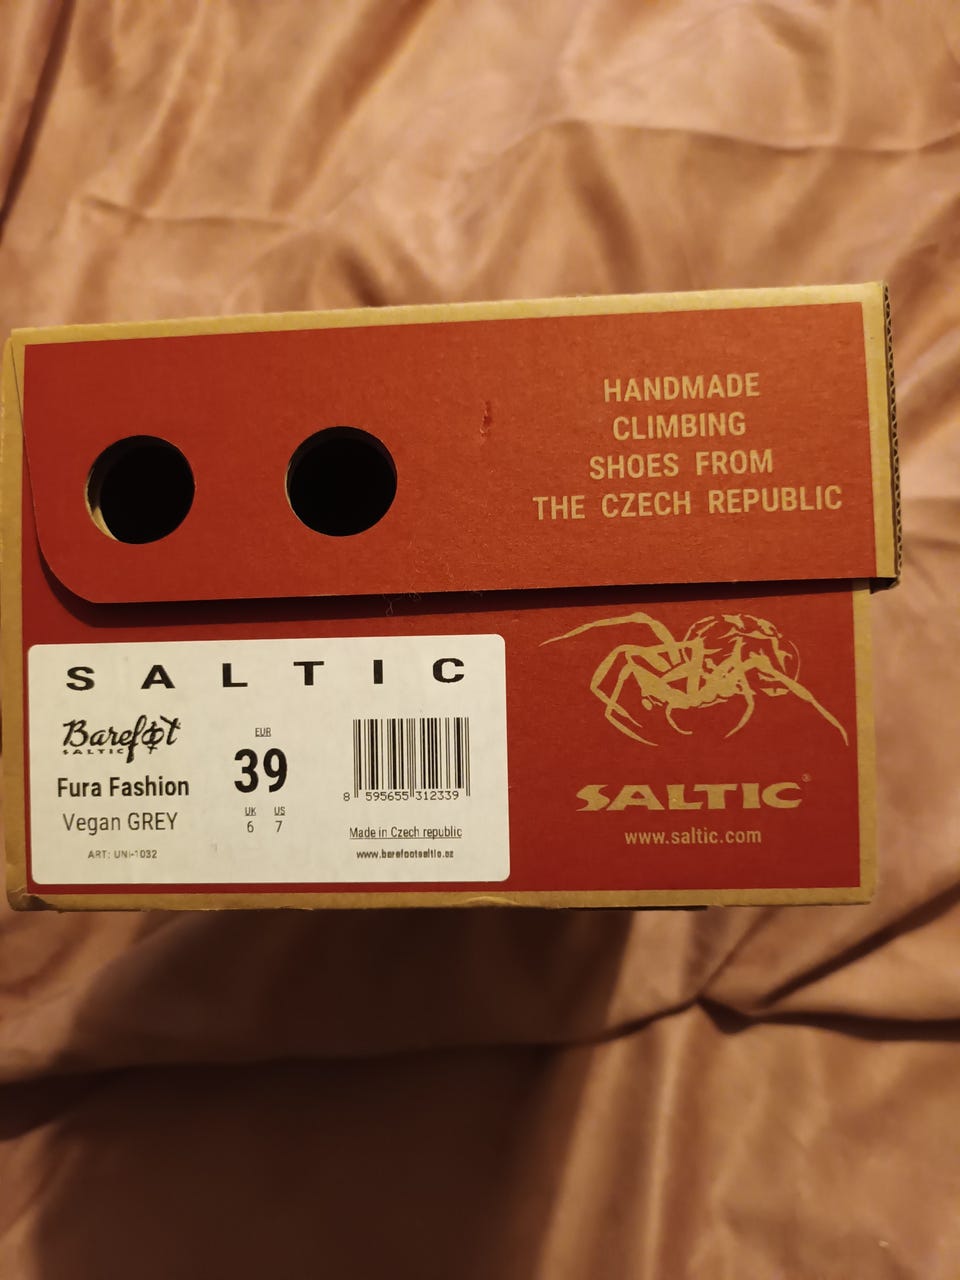 HANDMADE
CLIMBING
SHOES FROM
THE CZECH REPUBLIC
SALTIC
Barefoot
SALTIC
Fura Fashion
Vegan GREY
ART: UNI-1032
EUR
39
UK US
6 7
8 595655 312339
Made in Czech republic
www.barefootsaltic.cz
SALTIC®
www.saltic.com